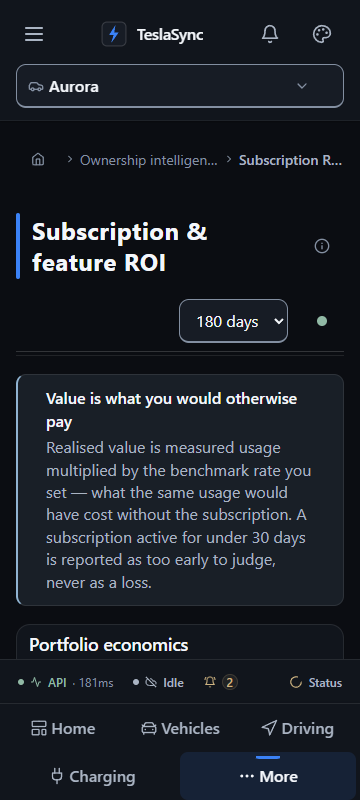 TeslaSync
Aurora
Ownership intelligen... Subscription R...
Subscription &
feature ROI
180 days
Value is what you would otherwise
pay
Realised value is measured usage
multiplied by the benchmark rate you
set — what the same usage would
have cost without the subscription. A
subscription active for under 30 days
is reported as too early to judge,
never as a loss.
Portfolio economics
API · 181ms Idle 2 Status
Home Vehicles Driving
Charging More